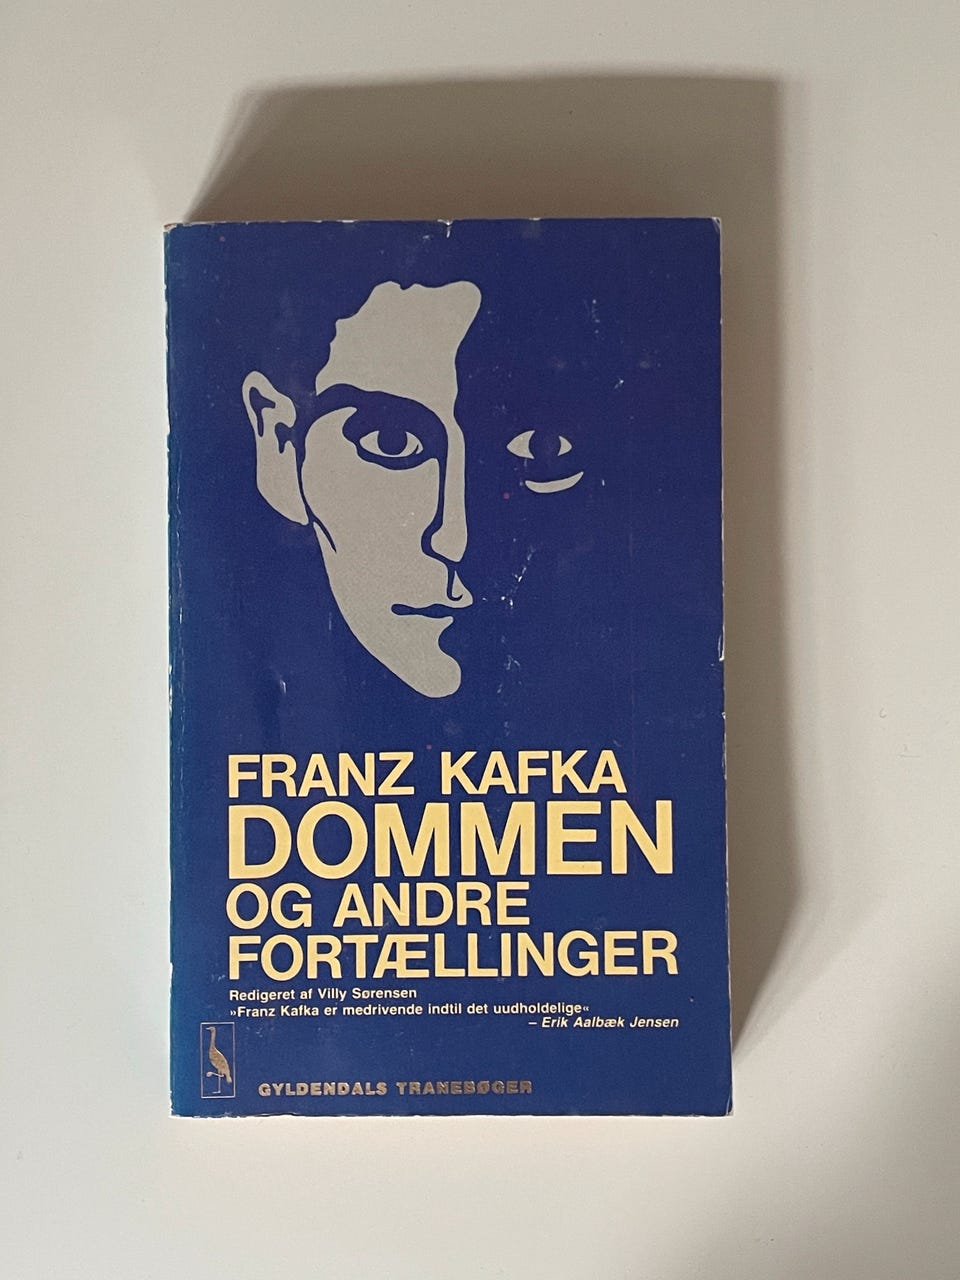 FRANZ KAFKA
DOMMEN
OG ANDRE
FORTÆLLINGER
Redigeret af Villy Sørensen
»Franz Kafka er medrivende indtil det uudholdelige«
– Erik Aalbæk Jensen
GYLDENDALS TRANEBØGER